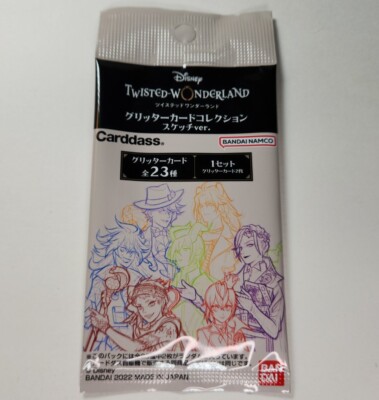 Disney
TWISTED-WONDERLAND
ツイステッドワンダーランド
グリッターカードコレクション
スケッチver.
Carddass®
BANDAI NAMCO
グリッターカード
全23種
1セット
グリッターカード2枚
©Disney
BANDAI 2022 MADE IN JAPAN
BAN
DAI